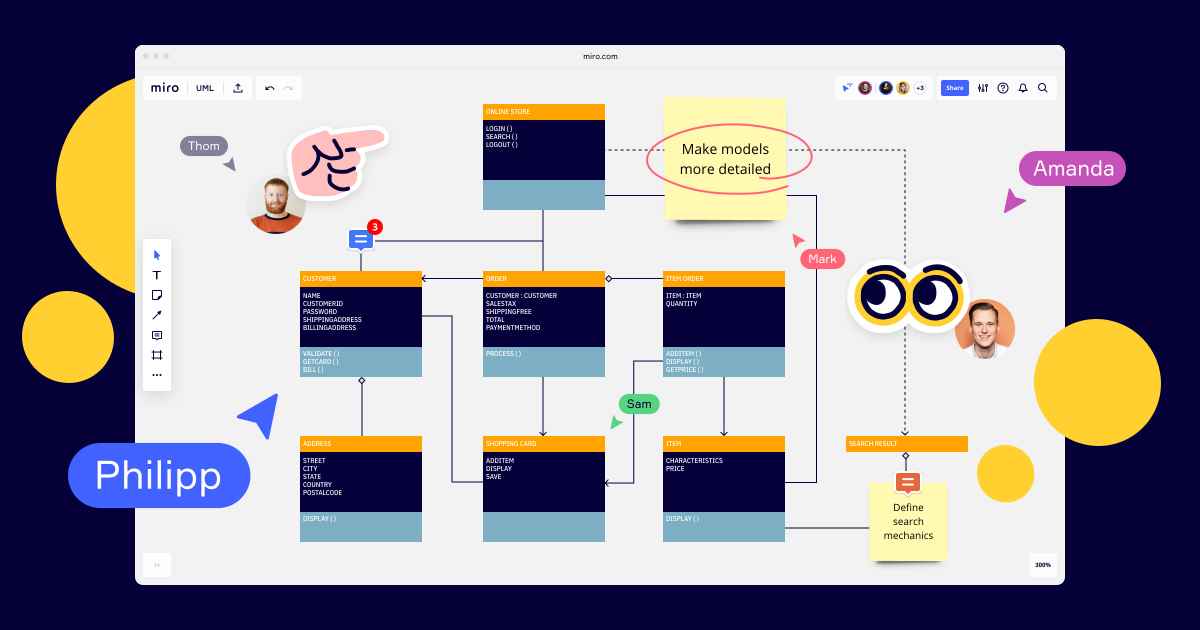 miro.com
miro
UML
+3
Share
Thom
ONLINE STORE
LOGIN()
SEARCH()
LOGOUT()
Make models
more detailed
Amanda
3
Mark
CUSTOMER
NAME
CUSTOMERID
PASSWORD
SHIPPINGADDRESS
BILLINGADDRESS
VALIDATE()
GETCARD()
BILL()
ORDER
CUSTOMER:CUSTOMER
SALESTAX
SHIPPINGFREE
TOTAL
PAYMENTMETHOD
PROCESS()
ITEM ORDER
ITEM:ITEM
QUANTITY
ADDITEM()
DISPLAY()
GETPRICE()
Sam
Philipp
ADDRESS
STREET
CITY
STATE
COUNTRY
POSTALCODE
DISPLAY()
SHOPPING CARD
ADDITEM
DISPLAY
SAVE
ITEM
CHARACTERISTICS
PRICE
DISPLAY()
SEARCH RESULT
Define
search
mechanics
300%